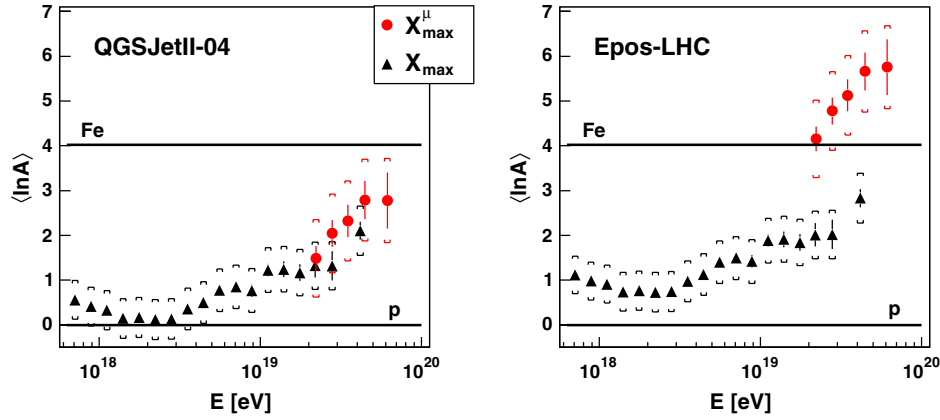 QGSJetII-04
X^μ_max
X_max
Fe
p
⟨lnA⟩
7
6
5
4
3
2
1
0
10^18
10^19
10^20
E [eV]
Epos-LHC
Fe
p
⟨lnA⟩
7
6
5
4
3
2
1
0
10^18
10^19
10^20
E [eV]